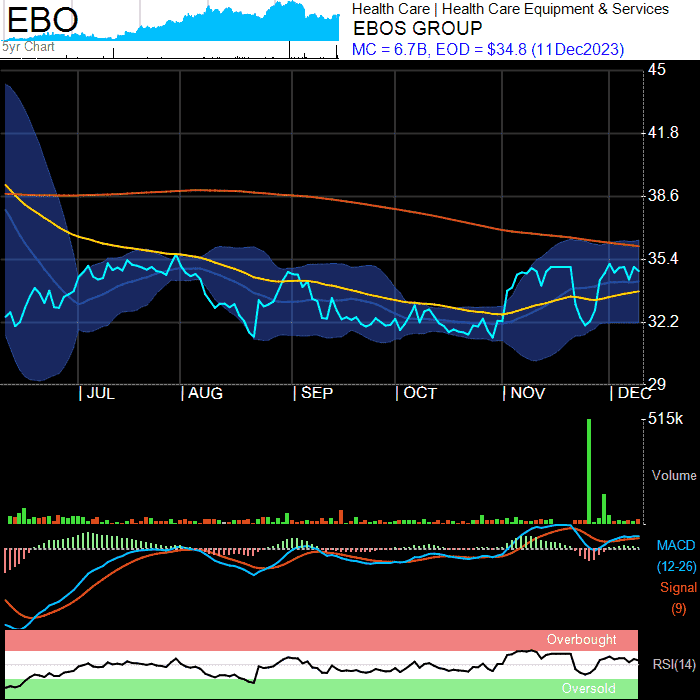 EBO
5yr Chart
Health Care | Health Care Equipment & Services
EBOS GROUP
MC = 6.7B, EOD = $34.8 (11Dec2023)
45
41.8
38.6
35.4
32.2
29
| JUL
| AUG
| SEP
| OCT
| NOV
| DEC
515k
Volume
MACD
(12-26)
Signal
(9)
Overbought
RSI(14)
Oversold